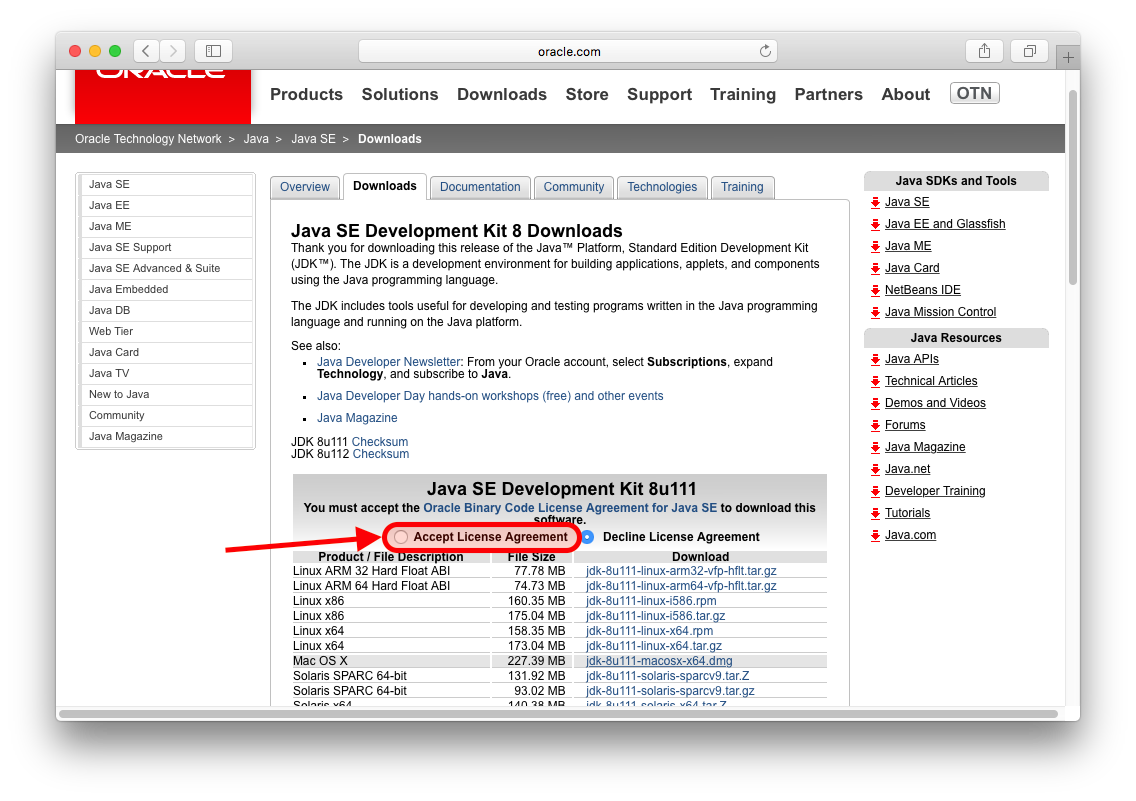 oracle.com
ORACLE
Products Solutions Downloads Store Support Training Partners About OTN
Oracle Technology Network > Java > Java SE > Downloads
Java SE
Java EE
Java ME
Java SE Support
Java SE Advanced & Suite
Java Embedded
Java DB
Web Tier
Java Card
Java TV
New to Java
Community
Java Magazine
Overview Downloads Documentation Community Technologies Training
Java SE Development Kit 8 Downloads
Thank you for downloading this release of the Java™ Platform, Standard Edition Development Kit
(JDK™). The JDK is a development environment for building applications, applets, and components
using the Java programming language.
The JDK includes tools useful for developing and testing programs written in the Java programming
language and running on the Java platform.
See also:
Java Developer Newsletter: From your Oracle account, select Subscriptions, expand
Technology, and subscribe to Java.
Java Developer Day hands-on workshops (free) and other events
Java Magazine
JDK 8u111 Checksum
JDK 8u112 Checksum
Java SE Development Kit 8u111
You must accept the Oracle Binary Code License Agreement for Java SE to download this
software.
Accept License Agreement Decline License Agreement
Product / File Description File Size Download
Linux ARM 32 Hard Float ABI 77.78 MB jdk-8u111-linux-arm32-vfp-hflt.tar.gz
Linux ARM 64 Hard Float ABI 74.73 MB jdk-8u111-linux-arm64-vfp-hflt.tar.gz
Linux x86 160.35 MB jdk-8u111-linux-i586.rpm
Linux x86 175.04 MB jdk-8u111-linux-i586.tar.gz
Linux x64 158.35 MB jdk-8u111-linux-x64.rpm
Linux x64 173.04 MB jdk-8u111-linux-x64.tar.gz
Mac OS X 227.39 MB jdk-8u111-macosx-x64.dmg
Solaris SPARC 64-bit 131.92 MB jdk-8u111-solaris-sparcv9.tar.Z
Solaris SPARC 64-bit 93.02 MB jdk-8u111-solaris-sparcv9.tar.gz
Solaris x64 140.38 MB jdk-8u111-solaris-x64.tar.Z
Java SDKs and Tools
Java SE
Java EE and Glassfish
Java ME
Java Card
NetBeans IDE
Java Mission Control
Java Resources
Java APIs
Technical Articles
Demos and Videos
Forums
Java Magazine
Java.net
Developer Training
Tutorials
Java.com